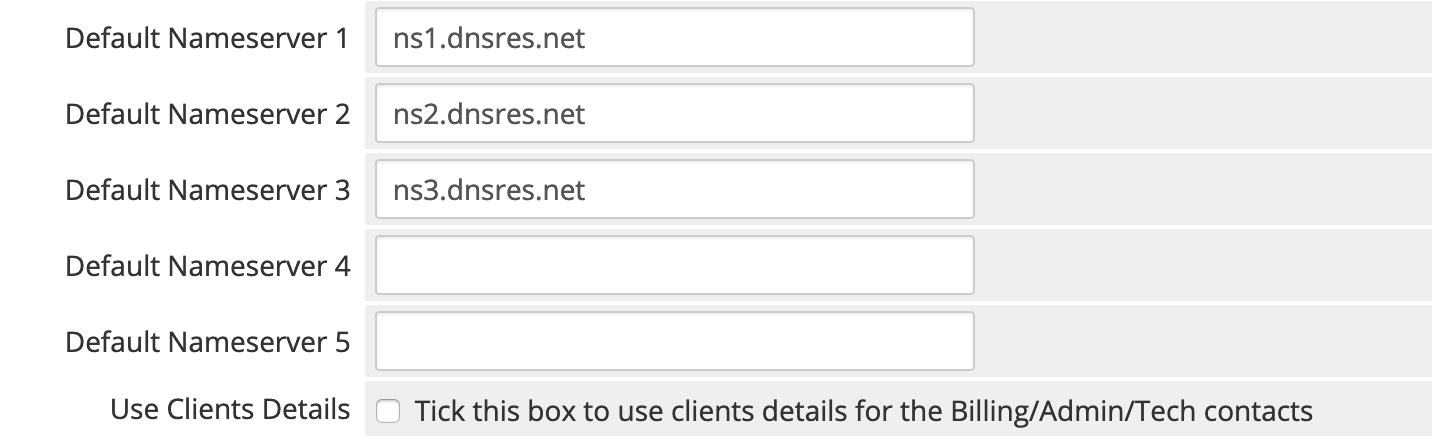 Default Nameserver 1 ns1.dnsres.net
Default Nameserver 2 ns2.dnsres.net
Default Nameserver 3 ns3.dnsres.net
Default Nameserver 4
Default Nameserver 5
Use Clients Details Tick this box to use clients details for the Billing/Admin/Tech contacts